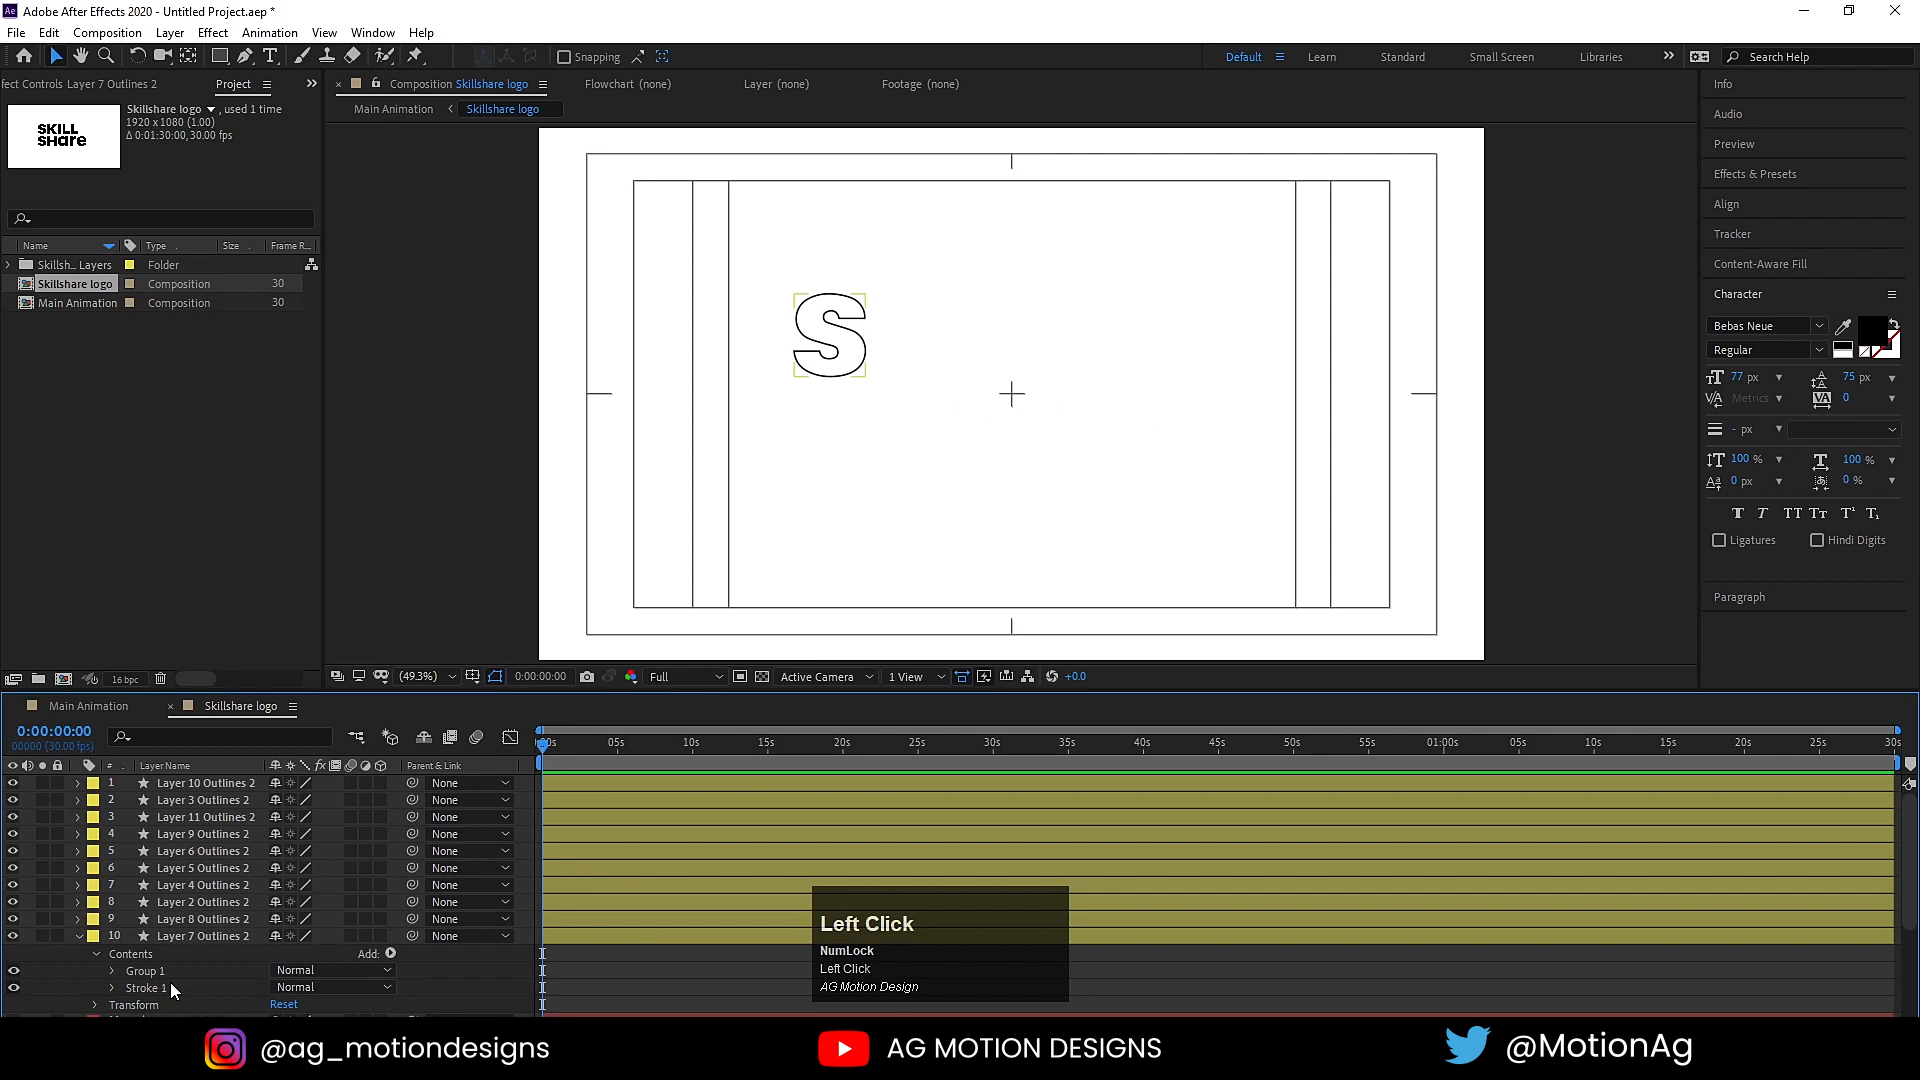 Adobe After Effects 2020 - Untitled Project.aep *
File Edit Composition Layer Effect Animation View Window Help
Snapping
Default Learn Standard Small Screen Libraries Search Help
fect Controls Layer 7 Outlines 2 Project
Composition Skillshare logo Flowchart (none) Layer (none) Footage (none)
Main Animation Skillshare logo
Skillshare logo , used 1 time
1920 x 1080 (1.00)
Δ 0:01:30:00, 30.00 fps
SKILL
SHare
Name Type Size Frame R...
Skillsh... Layers Folder
Skillshare logo Composition 30
Main Animation Composition 30
S
Info
Audio
Preview
Effects & Presets
Align
Tracker
Content-Aware Fill
Character
Bebas Neue
Regular
77 px 75 px
Metrics 0
- px
100 % 100 %
0 px 0 %
T T TT Tт T¹ T₁
Ligatures Hindi Digits
Paragraph
16 bpc
(49.3%) 0:00:00:00 Full Active Camera 1 View +0.0
Main Animation Skillshare logo
0:00:00:00
00000 (30.00 fps)
05s 10s 15s 20s 25s 30s 35s 40s 45s 50s 55s 01:00s 05s 10s 15s 20s 25s 30s
# Layer Name Parent & Link
1 Layer 10 Outlines 2 None
2 Layer 3 Outlines 2 None
3 Layer 11 Outlines 2 None
4 Layer 9 Outlines 2 None
5 Layer 6 Outlines 2 None
6 Layer 5 Outlines 2 None
7 Layer 4 Outlines 2 None
8 Layer 2 Outlines 2 None
9 Layer 8 Outlines 2 None
10 Layer 7 Outlines 2 None
Contents Add:
Group 1 Normal
Stroke 1 Normal
Transform Reset
Left Click
NumLock
Left Click
AG Motion Design
@ag_motiondesigns AG MOTION DESIGNS @MotionAg